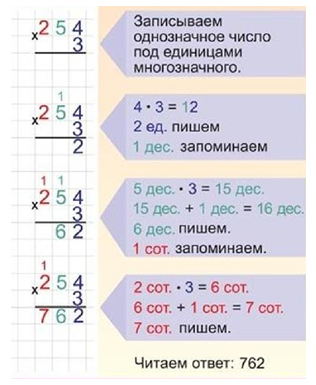 254
x 3
Записываем
однозначное число
под единицами
многозначного.
1
254
x 3
2
4 · 3 = 12
2 ед. пишем
1 дес. запоминаем
1 1
254
x 3
62
5 дес. · 3 = 15 дес.
15 дес. + 1 дес. = 16 дес.
6 дес. пишем.
1 сот. запоминаем.
1
254
x 3
762
2 сот. · 3 = 6 сот.
6 сот. + 1 сот. = 7 сот.
7 сот. пишем.
Читаем ответ: 762